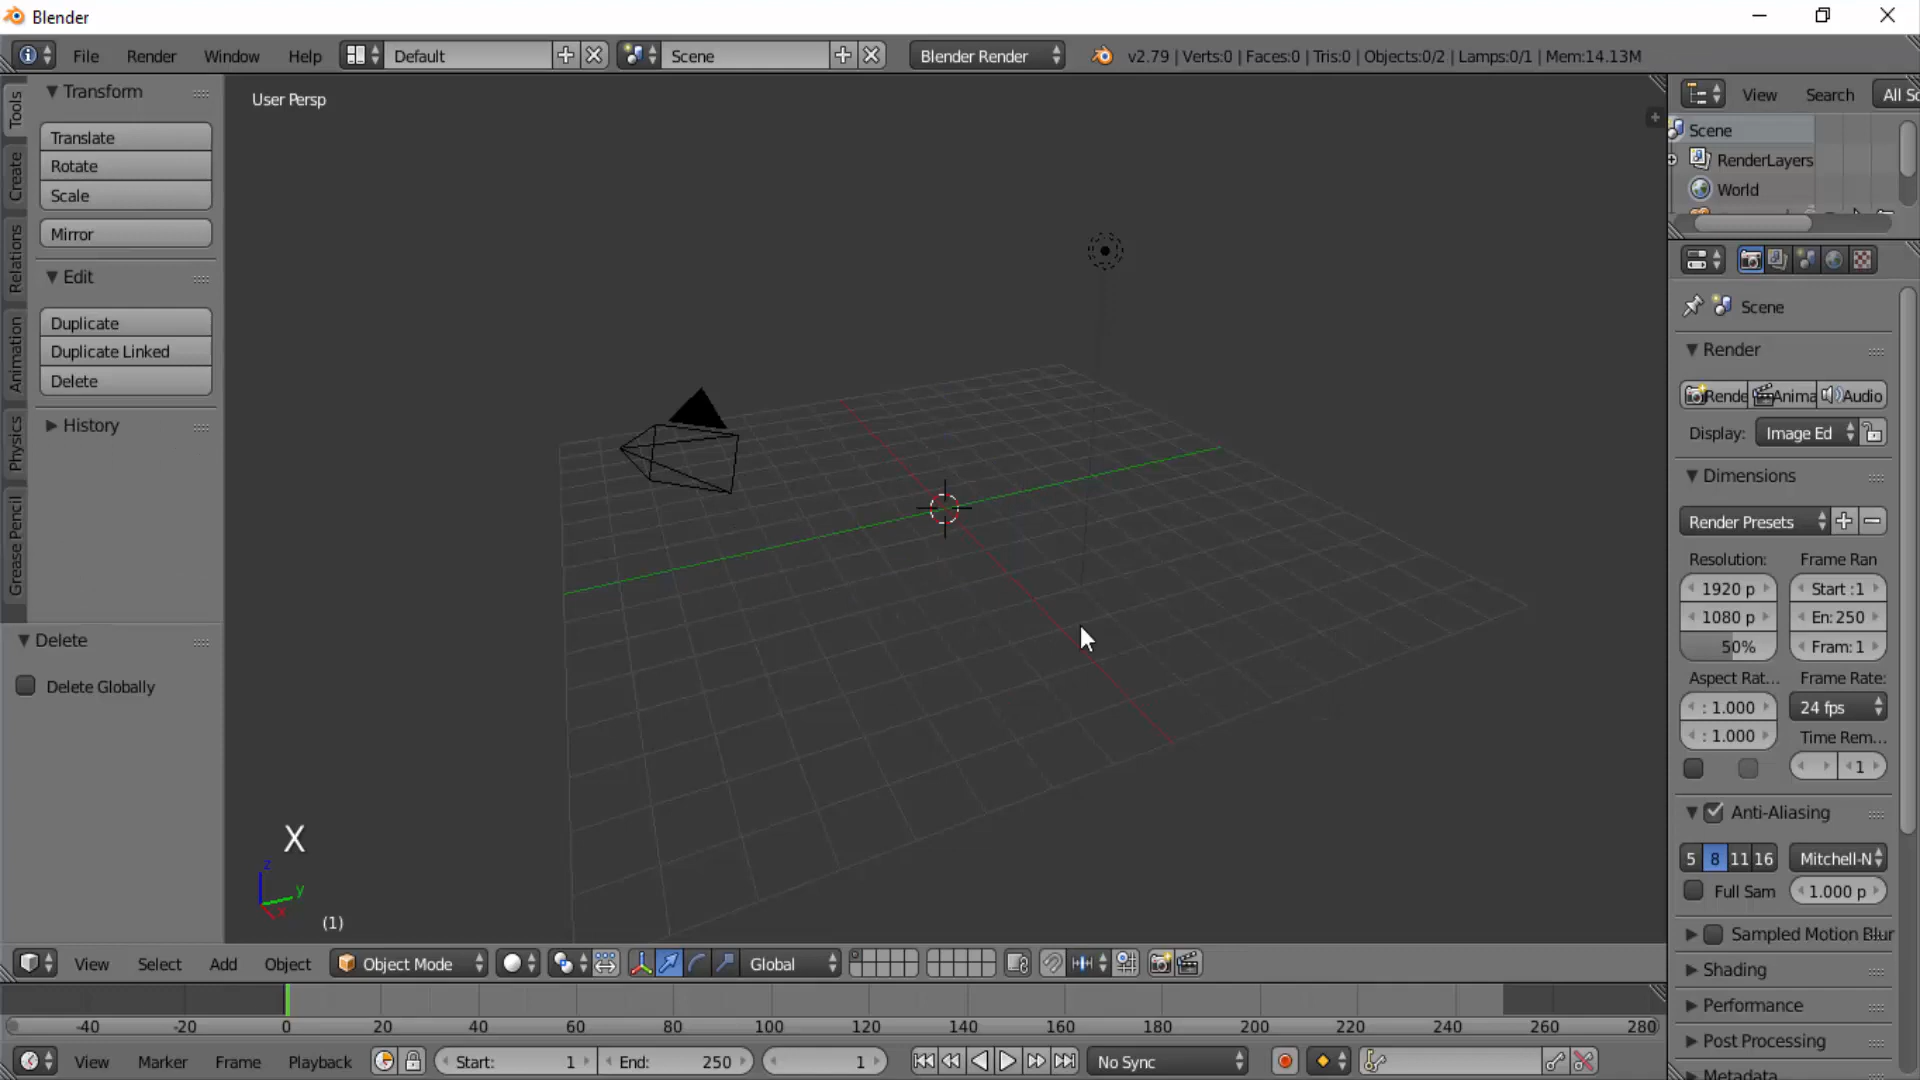 Blender
File Render Window Help Default Scene Blender Render v2.79 | Verts:0 | Faces:0 | Tris:0 | Objects:0/2 | Lamps:0/1 | Mem:14.13M
Tools
Create
Relations
Animation
Physics
Grease Pencil
Transform
Translate
Rotate
Scale
Mirror
Edit
Duplicate
Duplicate Linked
Delete
History
Delete
Delete Globally
User Persp
X
z
y
x
(1)
View Search All Sc
Scene
RenderLayers
World
Scene
Render
Rende Anima Audio
Display: Image Ed
Dimensions
Render Presets
Resolution: Frame Ran
1920 p Start :1
1080 p En: 250
50% Fram: 1
Aspect Rat... Frame Rate:
: 1.000 24 fps
: 1.000 Time Rem...
1
Anti-Aliasing
5 8 11 16 Mitchell-N
Full Sam 1.000 p
Sampled Motion Blur
Shading
Performance
Post Processing
Metadata
View Select Add Object Object Mode Global
-40 -20 0 20 40 60 80 100 120 140 160 180 200 220 240 260 280
View Marker Frame Playback Start: 1 End: 250 1 No Sync